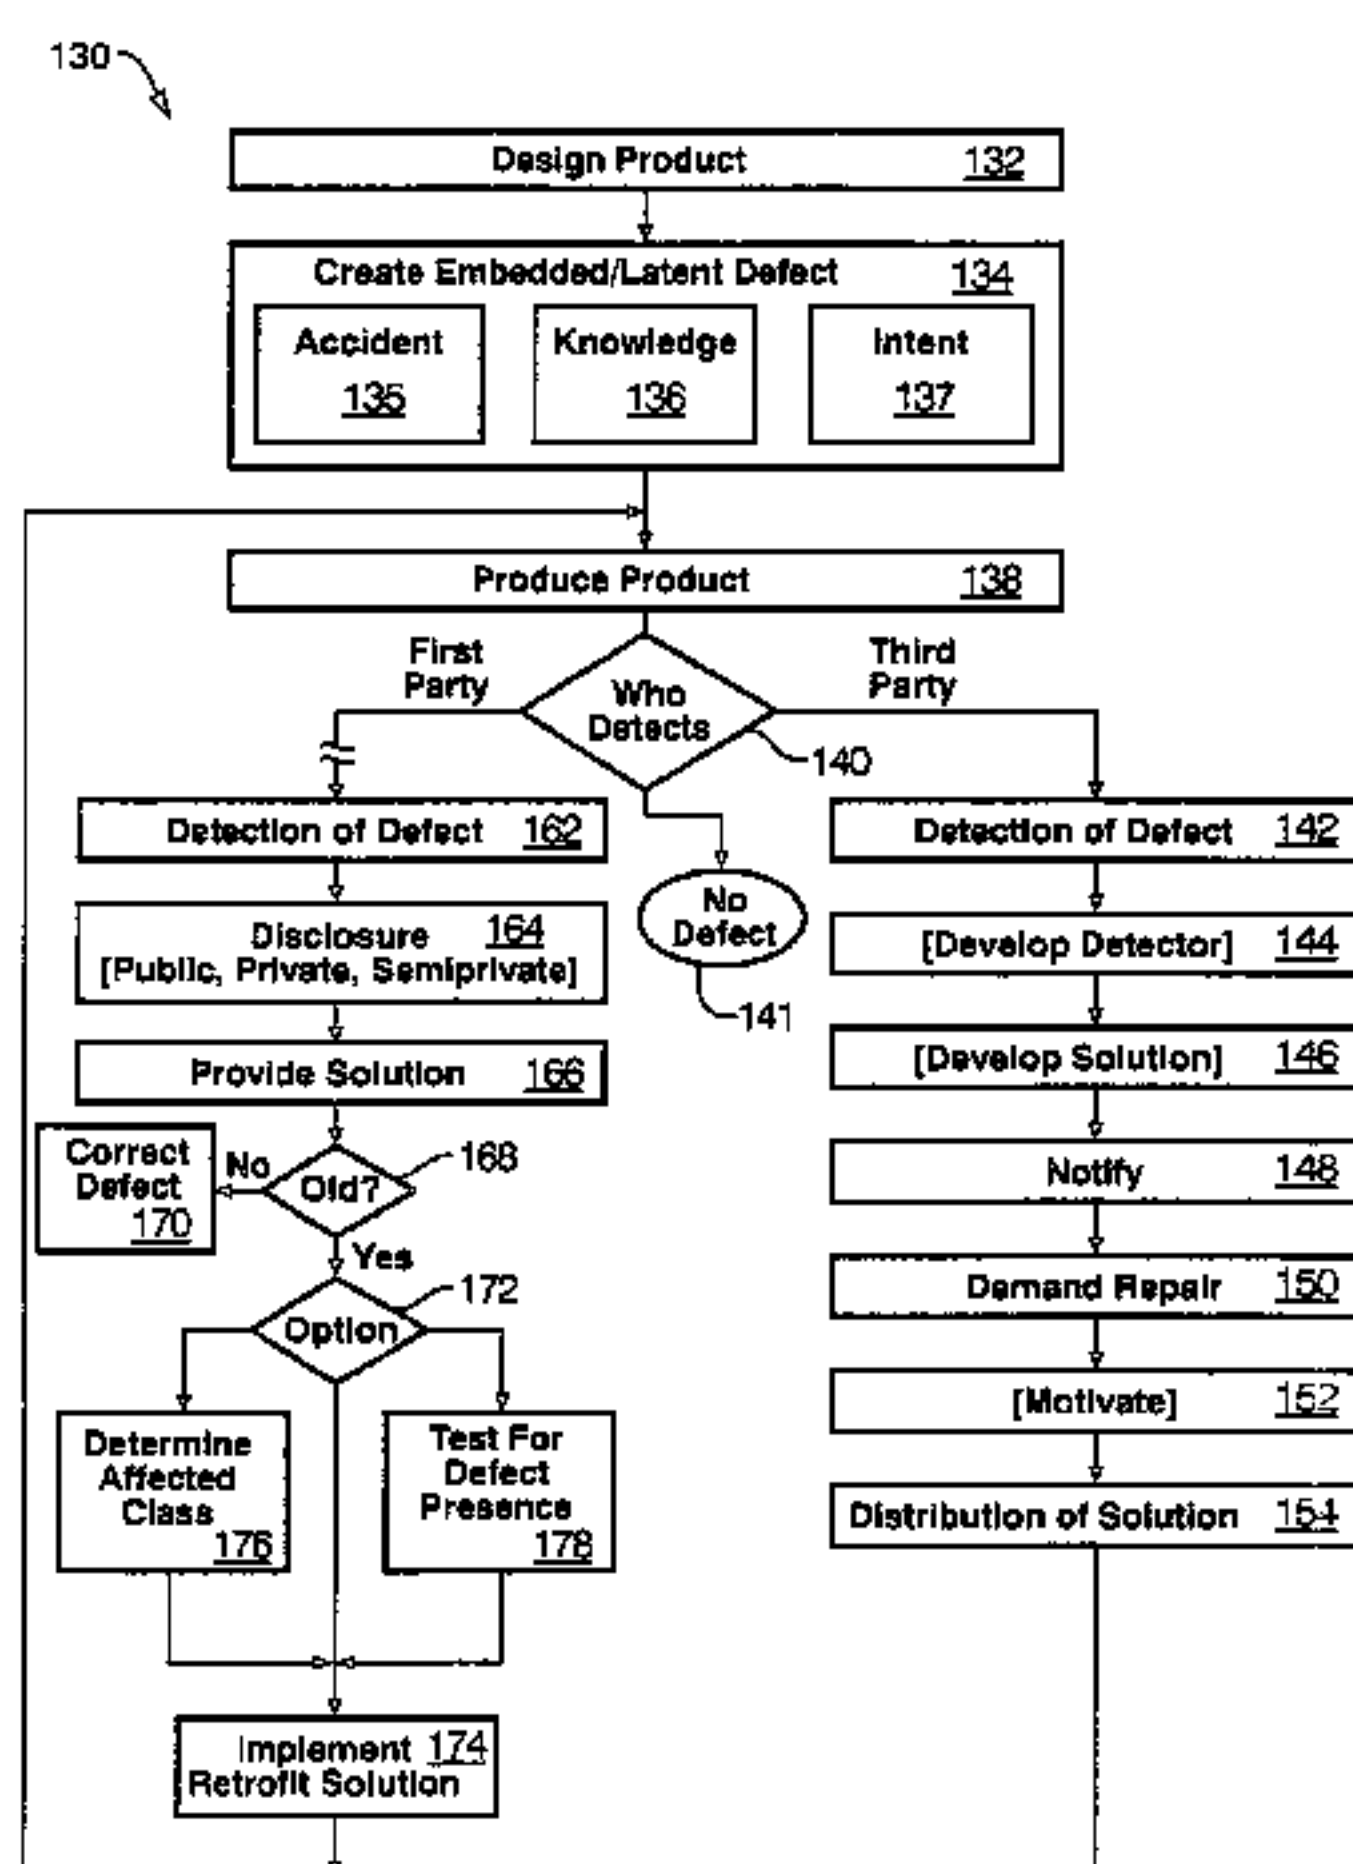 130
Design Product 132
Create Embedded/Latent Defect 134
Accident
135
Knowledge
136
Intent
137
Produce Product 138
First
Party
Who
Detects
Third
Party
140
Detection of Defect 162
Disclosure 164
[Public, Private, Semiprivate]
Provide Solution 166
Old?
168
No
Correct
Defect
170
Yes
Option
172
Determine
Affected
Class
176
Test For
Defect
Presence
178
Implement 174
Retrofit Solution
No
Defect
141
Detection of Defect 142
[Develop Detector] 144
[Develop Solution] 146
Notify 148
Demand Repair 150
[Motivate] 152
Distribution of Solution 154